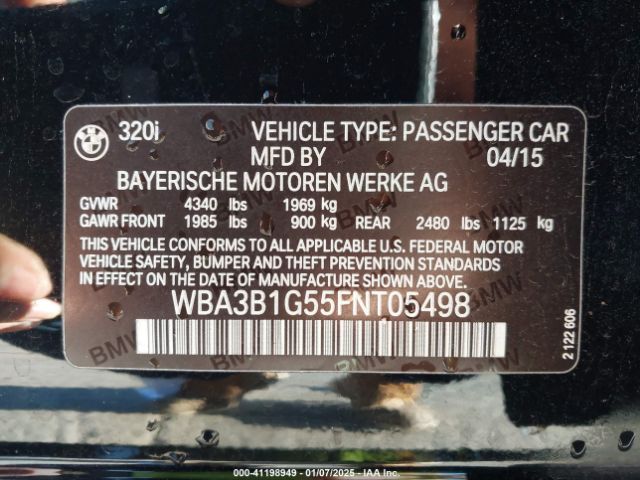 320i VEHICLE TYPE: PASSENGER CAR
MFD BY 04/15
BAYERISCHE MOTOREN WERKE AG
GVWR 4340 lbs 1969 kg
GAWR FRONT 1985 lbs 900 kg REAR 2480 lbs 1125 kg
THIS VEHICLE CONFORMS TO ALL APPLICABLE U.S. FEDERAL MOTOR
VEHICLE SAFETY, BUMPER AND THEFT PREVENTION STANDARDS
IN EFFECT ON THE DATE OF MANUFACTURE SHOWN ABOVE.
WBA3B1G55FNT05498
2 122 606
000-41198949 - 01/07/2025 - IAA Inc.